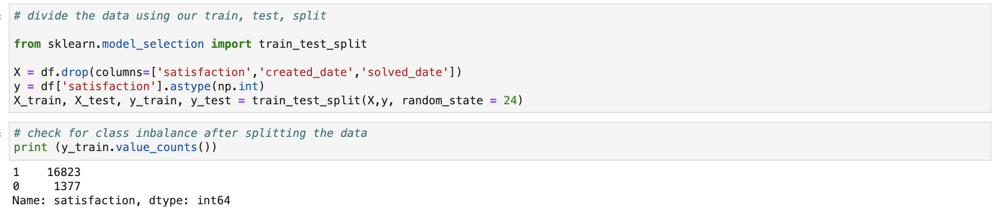 # divide the data using our train, test, split
from sklearn.model_selection import train_test_split
X = df.drop(columns=['satisfaction','created_date','solved_date'])
y = df['satisfaction'].astype(np.int)
X_train, X_test, y_train, y_test = train_test_split(X,y, random_state = 24)
# check for class inbalance after splitting the data
print (y_train.value_counts())
1    16823
0     1377
Name: satisfaction, dtype: int64